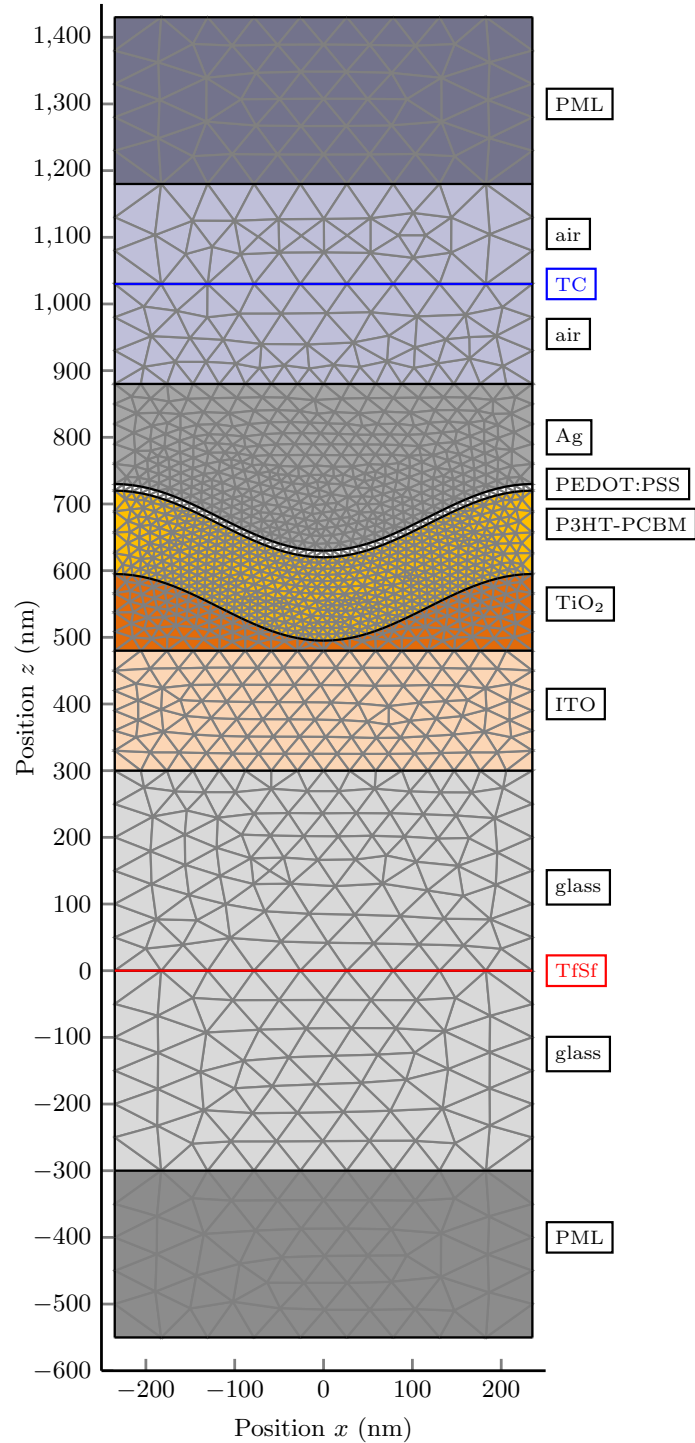 1,400
1,300
1,200
1,100
1,000
900
800
700
600
500
400
300
200
100
0
−100
−200
−300
−400
−500
−600
Position z (nm)
−200 −100 0 100 200
Position x (nm)
PML
air
TC
air
Ag
PEDOT:PSS
P3HT-PCBM
TiO₂
ITO
glass
TfSf
glass
PML